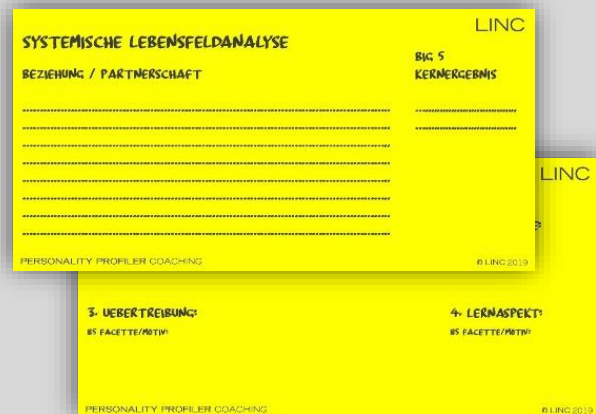 LINC
SYSTEMISCHE LEBENSFELDANALYSE
BIG 5
BEZIEHUNG / PARTNERSCHAFT
KERNERGEBNIS
PERSONALITY PROFILER COACHING
© LINC 2019
LINC
3. UEBERTREIBUNG:
4. LERNASPEKT:
B5 FACETTE/MOTIV:
B5 FACETTE/MOTIV:
PERSONALITY PROFILER COACHING
© LINC 2019